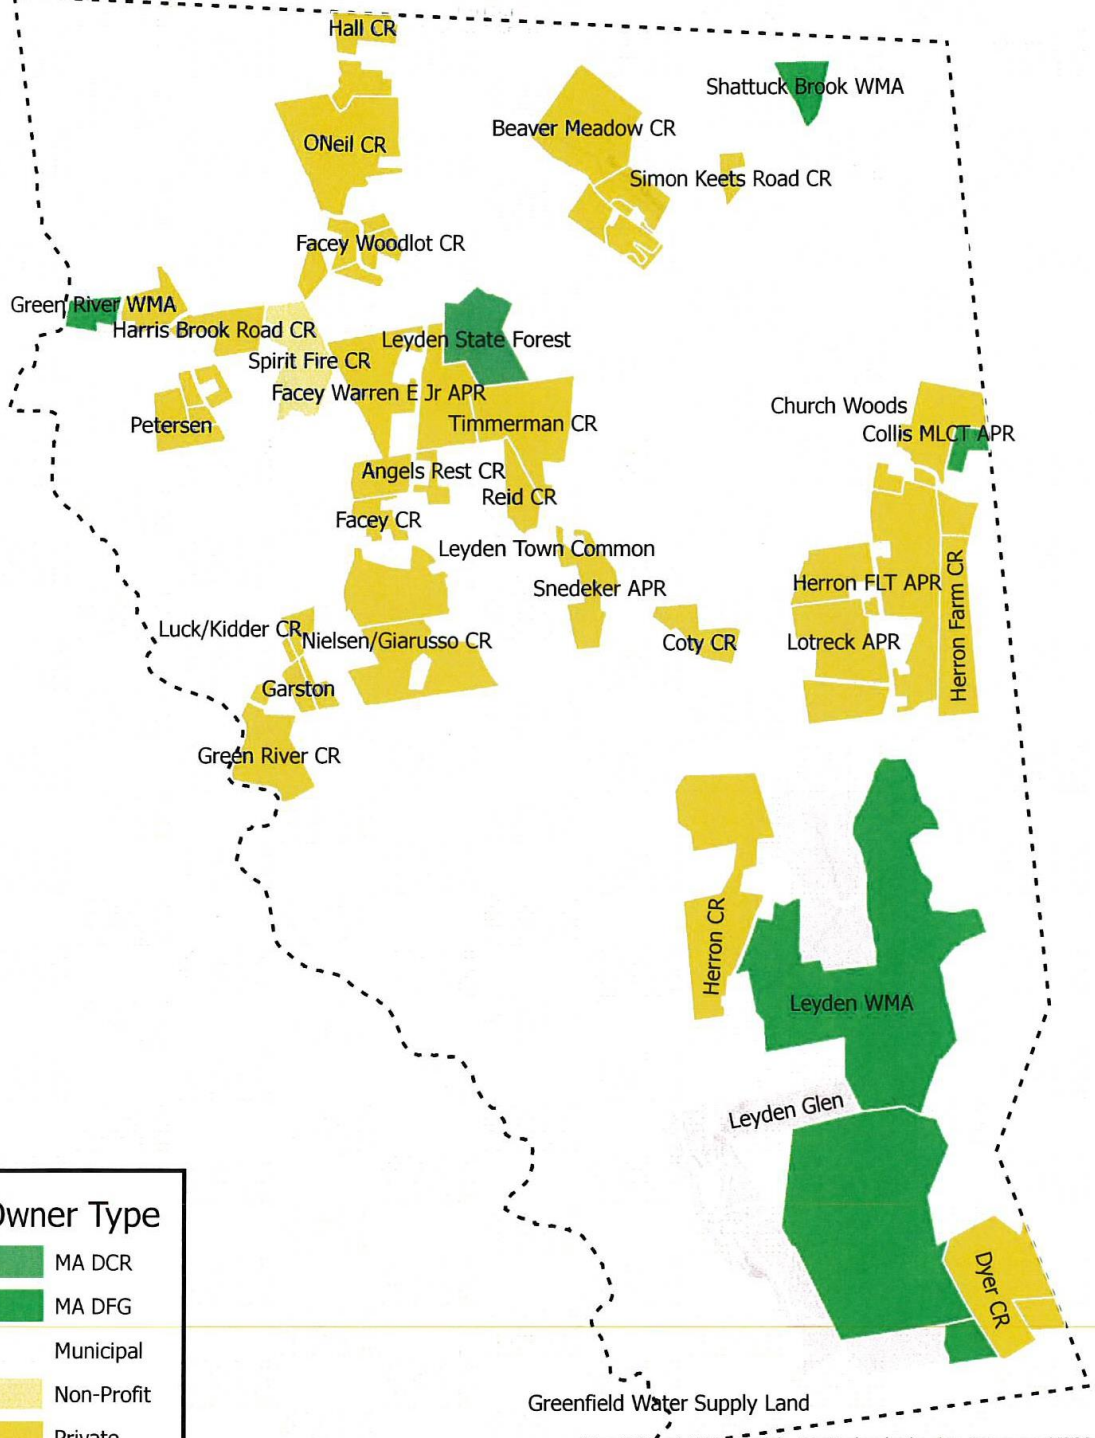 Hall CR
Shattuck Brook WMA
Beaver Meadow CR
ONeil CR
Simon Keets Road CR
Facey Woodlot CR
Green River WMA
Harris Brook Road CR
Leyden State Forest
Spirit Fire CR
Facey Warren E Jr APR
Church Woods
Petersen
Timmerman CR
Collis MLCT APR
Angels Rest CR
Reid CR
Facey CR
Leyden Town Common
Snedeker APR
Herron FLT APR
Herron Farm CR
Luck/Kidder CR
Nielsen/Giarusso CR
Coty CR
Lotreck APR
Garston
Green River CR
Herron CR
Leyden WMA
Leyden Glen
Dyer CR
Greenfield Water Supply Land
Owner Type
MA DCR
MA DFG
Municipal
Non-Profit
Private